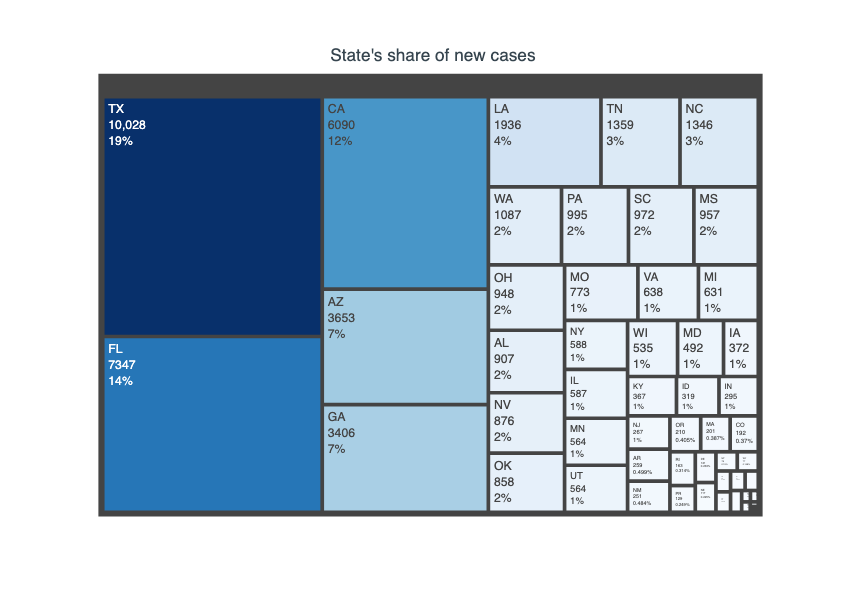 State's share of new cases
TX
10,028
19%
FL
7347
14%
CA
6090
12%
AZ
3653
7%
GA
3406
7%
LA
1936
4%
TN
1359
3%
NC
1346
3%
WA
1087
2%
PA
995
2%
SC
972
2%
MS
957
2%
OH
948
2%
AL
907
2%
NV
876
2%
OK
858
2%
MO
773
1%
VA
638
1%
MI
631
1%
NY
588
1%
IL
587
1%
MN
564
1%
UT
564
1%
WI
535
1%
MD
492
1%
IA
372
1%
KY
367
1%
ID
319
1%
IN
295
1%
NJ
267
1%
AR
259
0.499%
NM
251
0.484%
OR
210
0.405%
MA
201
0.387%
CO
192
0.37%